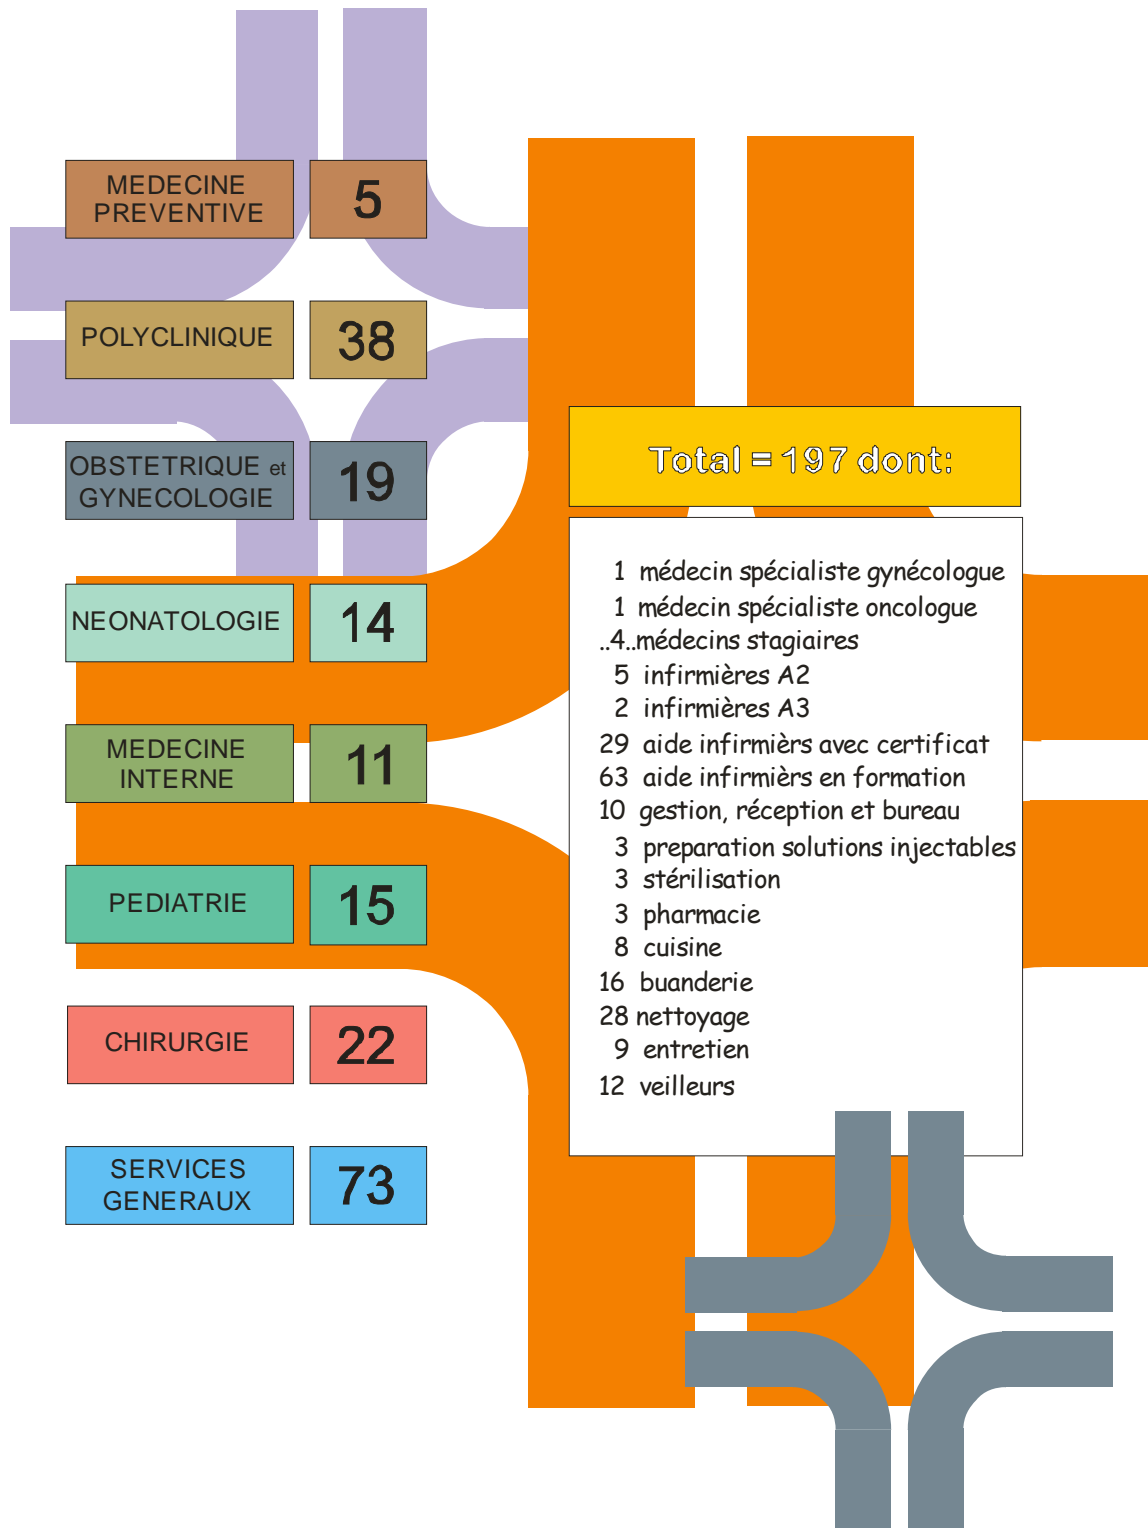 MEDECINE
PREVENTIVE
5
POLYCLINIQUE
38
OBSTETRIQUE et
GYNECOLOGIE
19
NEONATOLOGIE
14
MEDECINE
INTERNE
11
PEDIATRIE
15
CHIRURGIE
22
SERVICES
GENERAUX
73
Total = 197 dont:
1 médecin spécialiste gynécologue
1 médecin spécialiste oncologue
..4..médecins stagiaires
5 infirmières A2
2 infirmières A3
29 aide infirmièrs avec certificat
63 aide infirmièrs en formation
10 gestion, réception et bureau
3 preparation solutions injectables
3 stérilisation
3 pharmacie
8 cuisine
16 buanderie
28 nettoyage
9 entretien
12 veilleurs